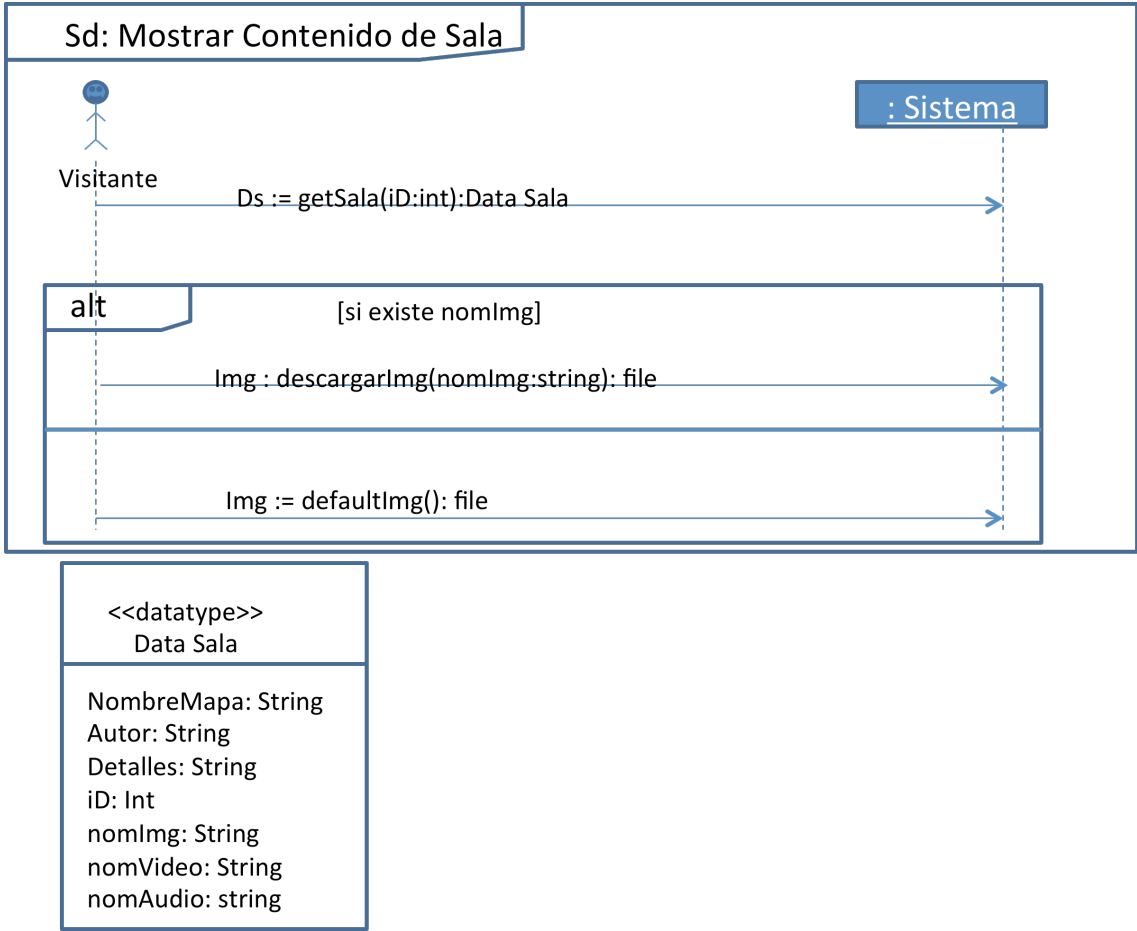 Sd: Mostrar Contenido de Sala
: Sistema
Visitante
Ds := getSala(iD:int):Data Sala
alt
[si existe nomImg]
Img : descargarImg(nomImg:string): file
Img := defaultImg(): file
<<datatype>>
Data Sala
NombreMapa: String
Autor: String
Detalles: String
iD: Int
nomImg: String
nomVideo: String
nomAudio: string